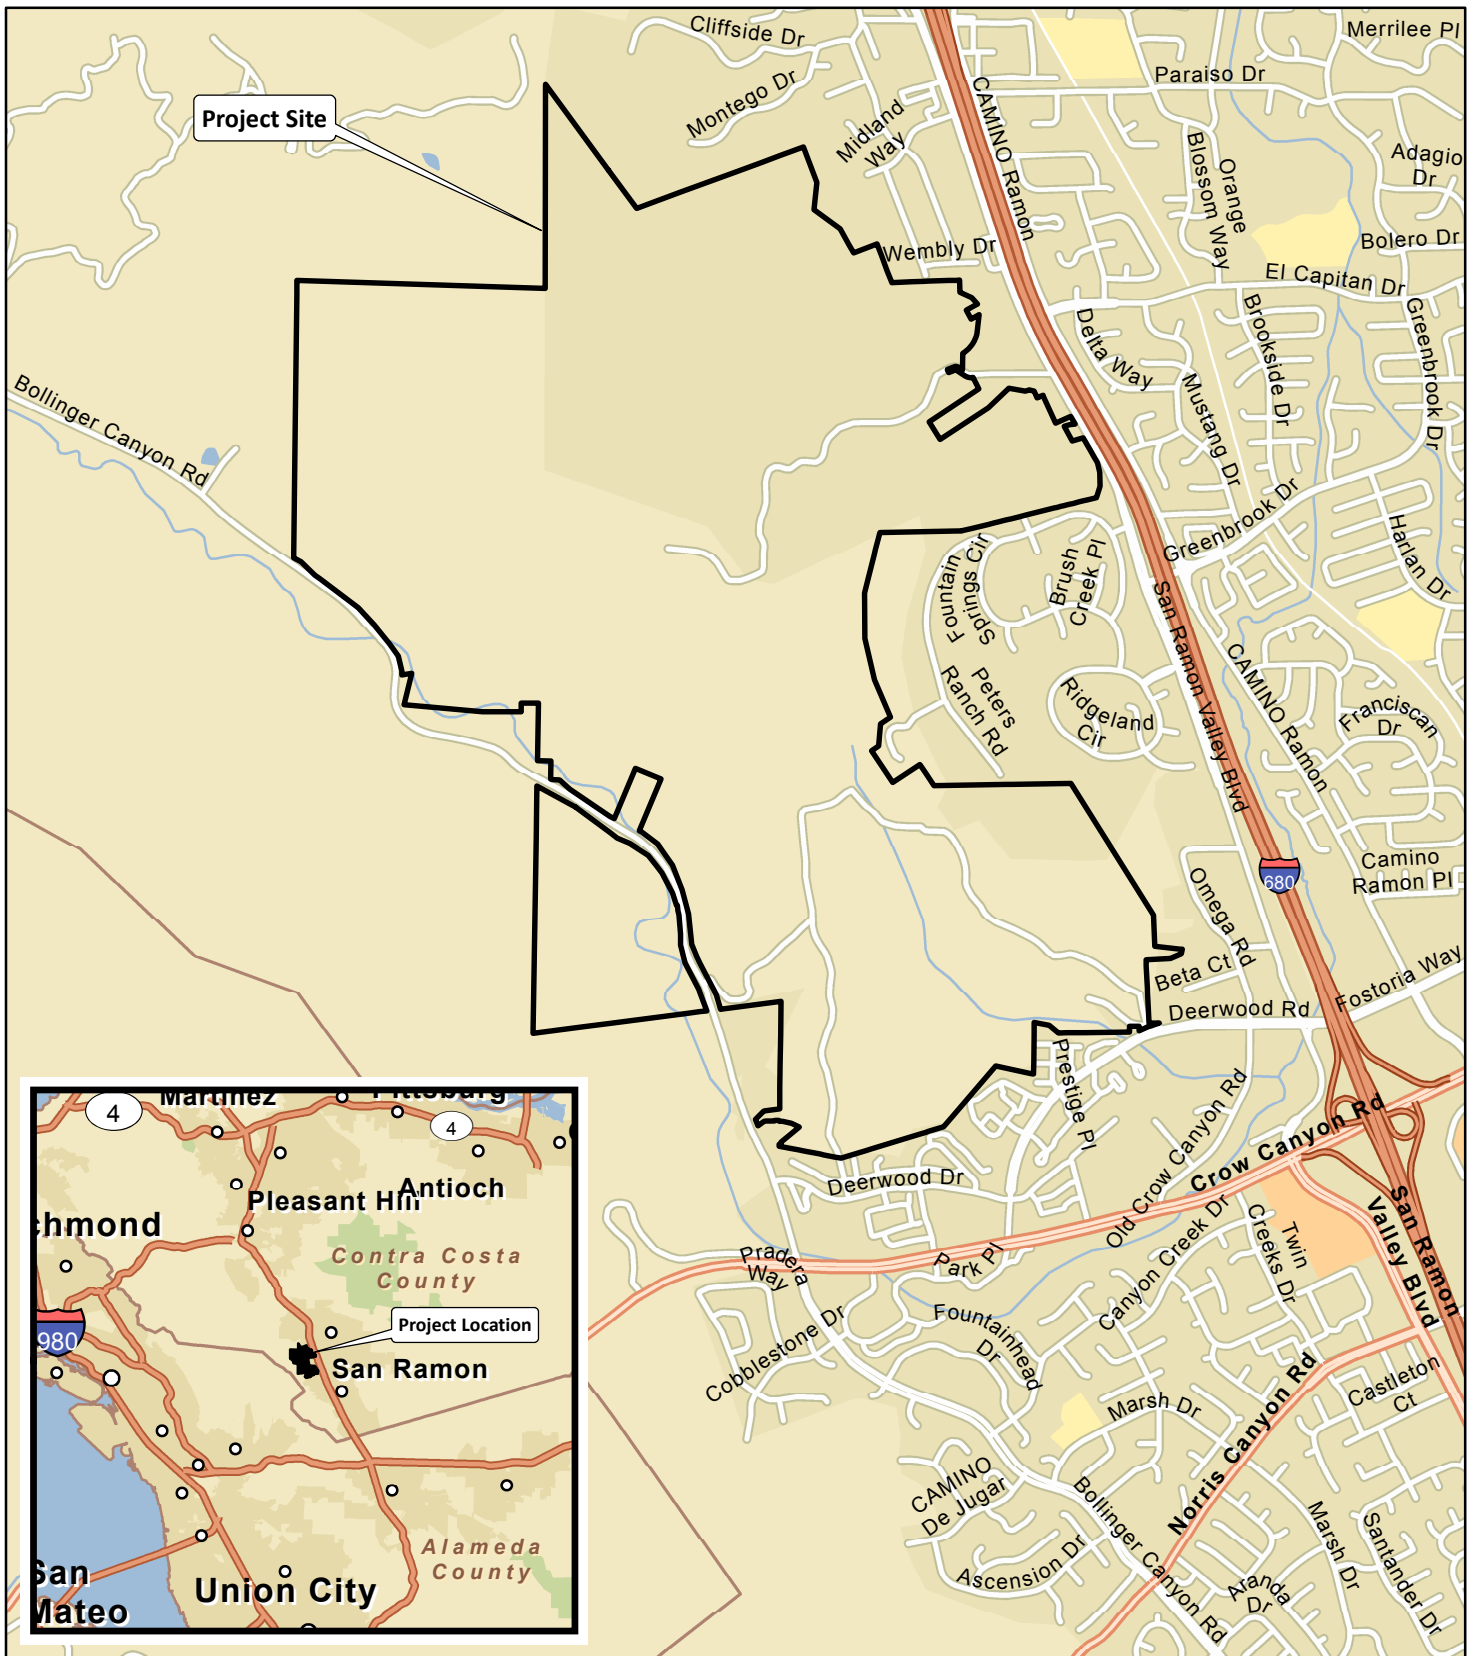 Cliffside Dr
Merrilee Pl
Project Site
Montego Dr
Midland
Way
CAMINO Ramon
Paraiso Dr
Orange
Blossom Way
Adagio
Dr
Wembly Dr
Bolero Dr
El Capitan Dr
Delta Way
Brookside Dr
Greenbrook Dr
Mustang Dr
Bollinger Canyon Rd
Greenbrook Dr
Harlan Dr
Fountain
Springs Cir
Brush
Creek Pl
San Ramon Valley Blvd
CAMINO Ramon
Peters
Ranch Rd
Ridgeland
Cir
Franciscan
Dr
680
Camino
Ramon Pl
Omega Rd
Beta Ct
Fostoria Way
Deerwood Rd
Prestige Pl
Old Crow Canyon Rd
Crow Canyon Rd
Deerwood Dr
San Ramon
Valley Blvd
Twin
Creeks Dr
Canyon Creek Dr
Park Pl
Pradera
Way
Fountainhead
Dr
Cobblestone Dr
Castleton
Ct
Marsh Dr
Norris Canyon Rd
CAMINO
De Jugar
Bollinger Canyon Rd
Ascension Dr
Marsh Dr
Santander Dr
Aranda
Dr
4
Martinez
Pittsburg
4
Pleasant Hill
Antioch
chmond
Contra Costa
County
Project Location
980
San Ramon
Alameda
County
Union City
San
Mateo